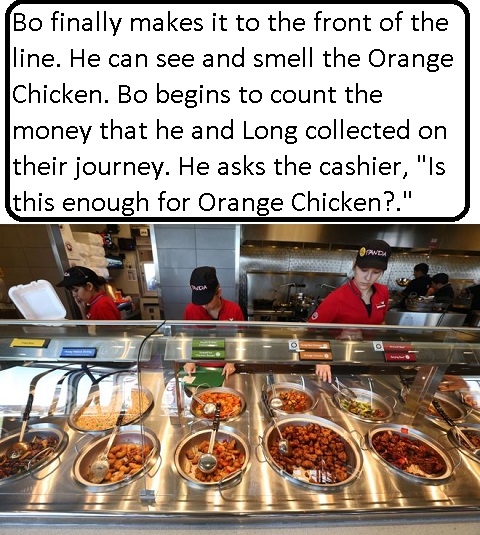 Bo finally makes it to the front of the
line. He can see and smell the Orange
Chicken. Bo begins to count the
money that he and Long collected on
their journey. He asks the cashier, "Is
this enough for Orange Chicken?."
PANDA
PANDA